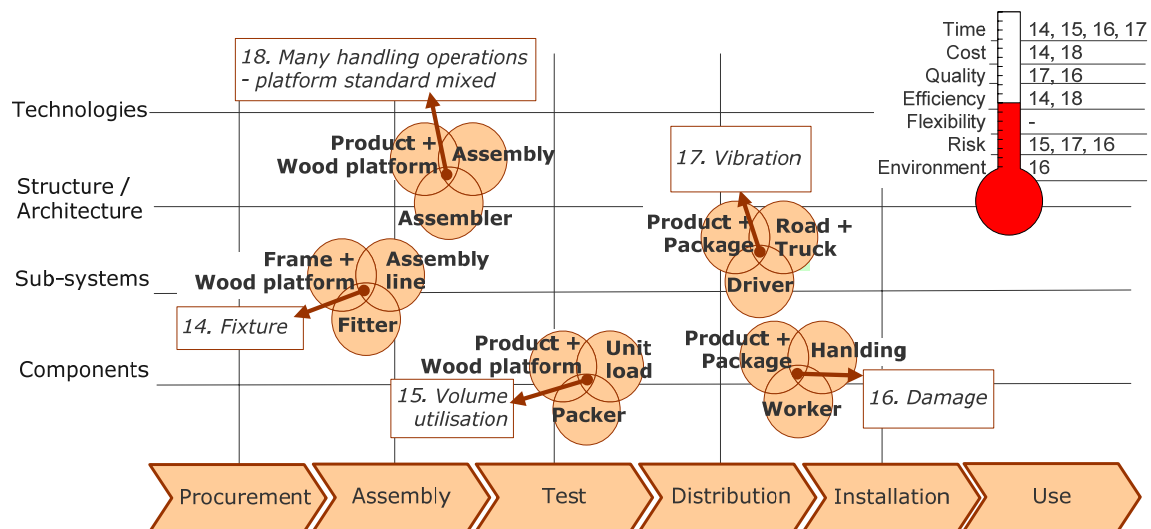 18. Many handling operations
- platform standard mixed
Time 14, 15, 16, 17
Cost 14, 18
Quality 17, 16
Efficiency 14, 18
Flexibility -
Risk 15, 17, 16
Environment 16
Technologies
Product +
Wood platform
Assembly
Assembler
17. Vibration
Structure /
Architecture
Product +
Package
Road +
Truck
Driver
Sub-systems
Frame +
Wood platform
Assembly
line
Fitter
14. Fixture
Components
Product +
Wood platform
Unit
load
Packer
15. Volume
utilisation
Product +
Package
Hanlding
Worker
16. Damage
Procurement
Assembly
Test
Distribution
Installation
Use